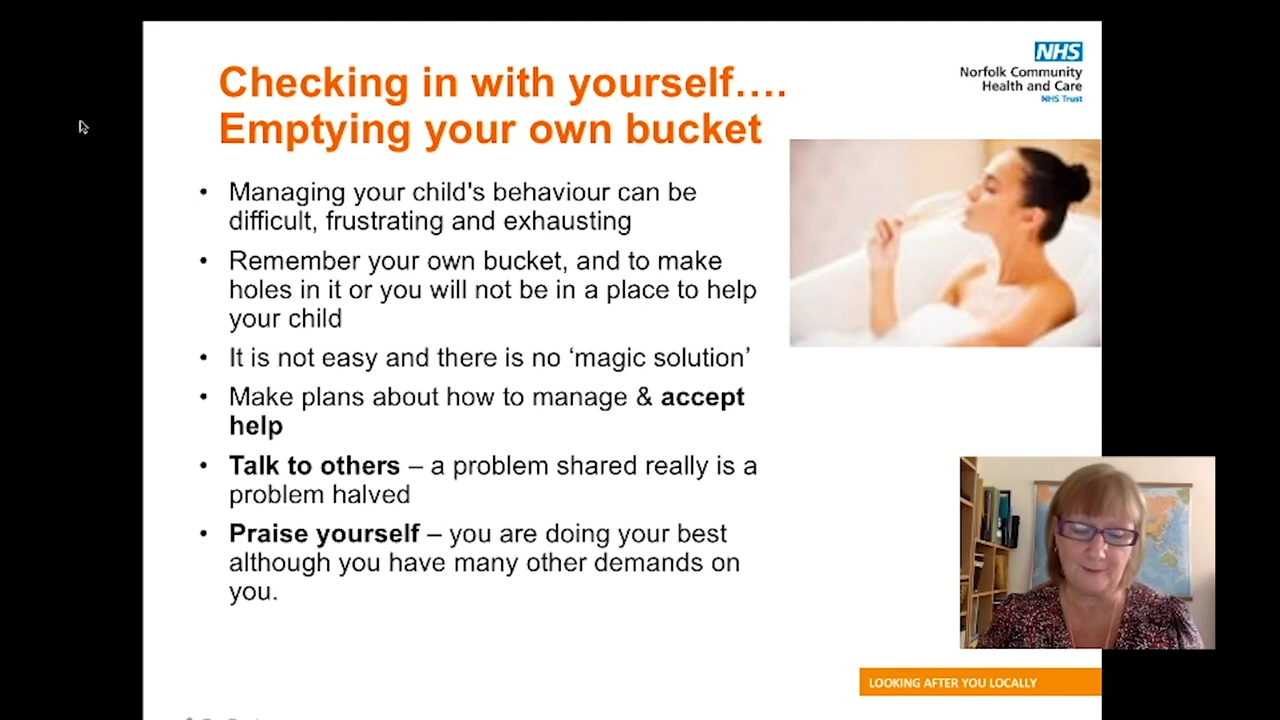 Checking in with yourself….
Emptying your own bucket
NHS
Norfolk Community
Health and Care
NHS Trust
• Managing your child's behaviour can be
difficult, frustrating and exhausting
• Remember your own bucket, and to make
holes in it or you will not be in a place to help
your child
• It is not easy and there is no ‘magic solution’
• Make plans about how to manage & accept
help
• Talk to others – a problem shared really is a
problem halved
• Praise yourself – you are doing your best
although you have many other demands on
you.
LOOKING AFTER YOU LOCALLY